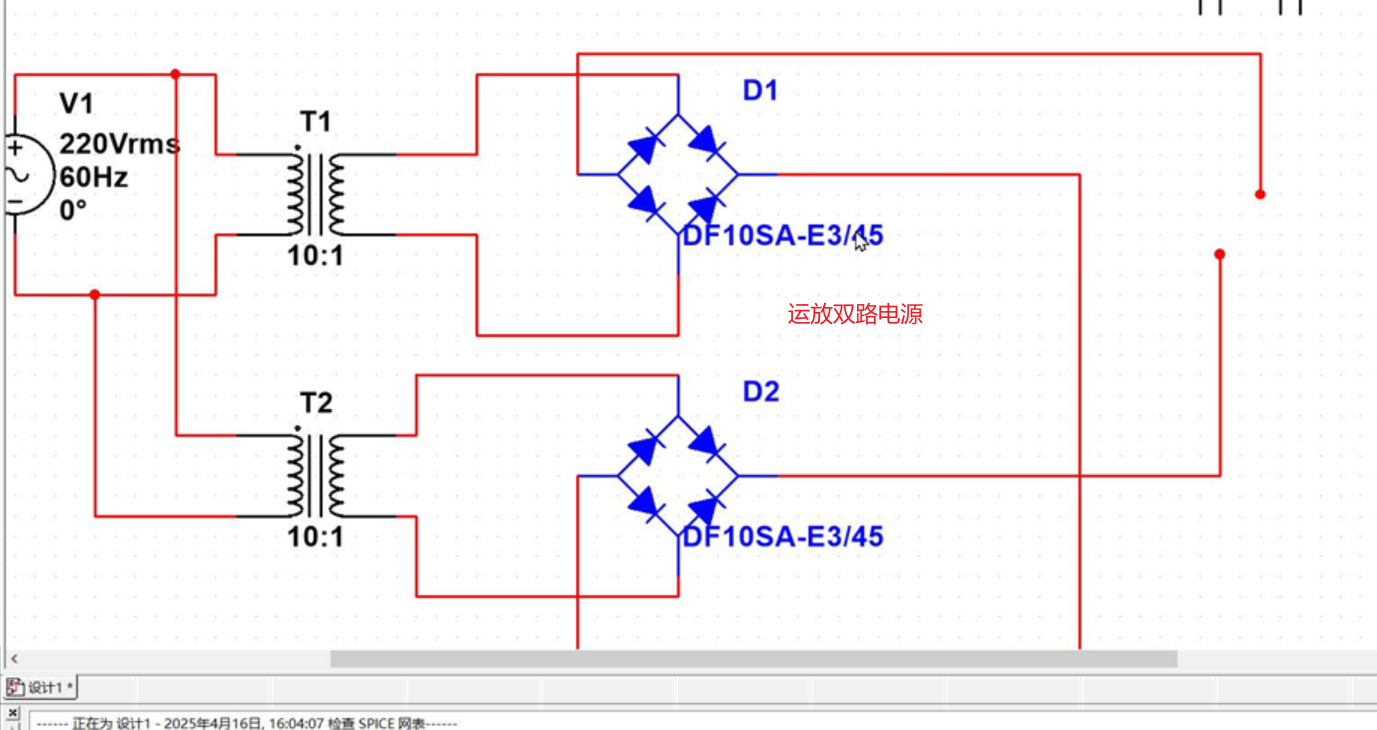 V1
220Vrms
60Hz
0°
T1
10:1
D1
DF10SA-E3/45
运放双路电源
T2
10:1
D2
DF10SA-E3/45
设计1 *
------ 正在为 设计1 - 2025年4月16日, 16:04:07 检查 SPICE 网表------